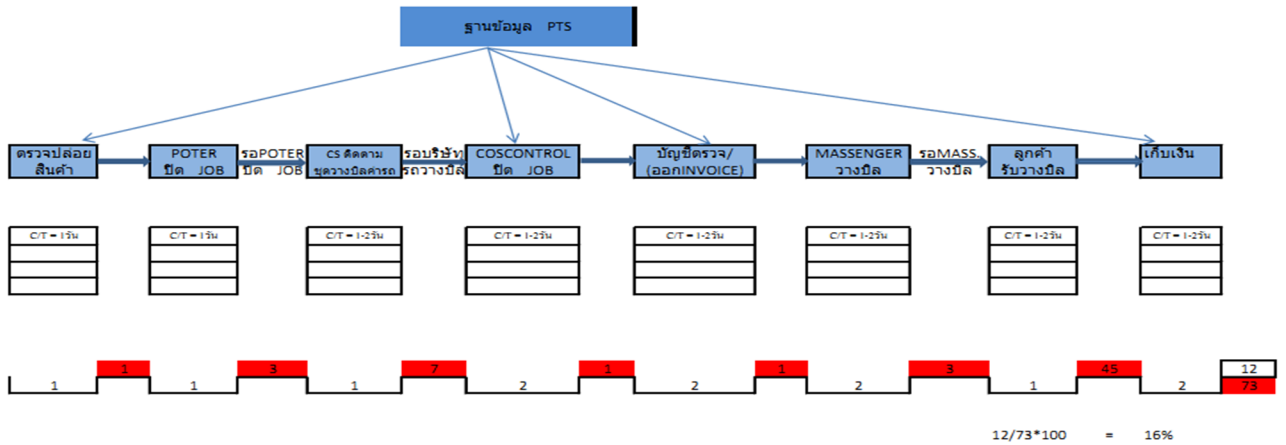 ฐานข้อมูล PTS
ตรวจปล่อย
สินค้า
POTER
ปิด JOB
รอPOTER
ปิด JOB
CS ติดตาม
ชุดวางบิลค่ารถ
รอบริษัท
รถวางบิล
COSCONTROL
ปิด JOB
บัญชีตรวจ/
(ออกINVOICE)
MASSENGER
วางบิล
รอMASS.
วางบิล
ลูกค้า
รับวางบิล
เก็บเงิน
C/T = 1วัน
C/T = 1วัน
C/T = 1-2วัน
C/T = 1-2วัน
C/T = 1-2วัน
C/T = 1-2วัน
C/T = 1-2วัน
C/T = 1-2วัน
1 3 7 1 1 3 45 12
1 1 1 2 2 2 1 2 73
12/73*100 = 16%